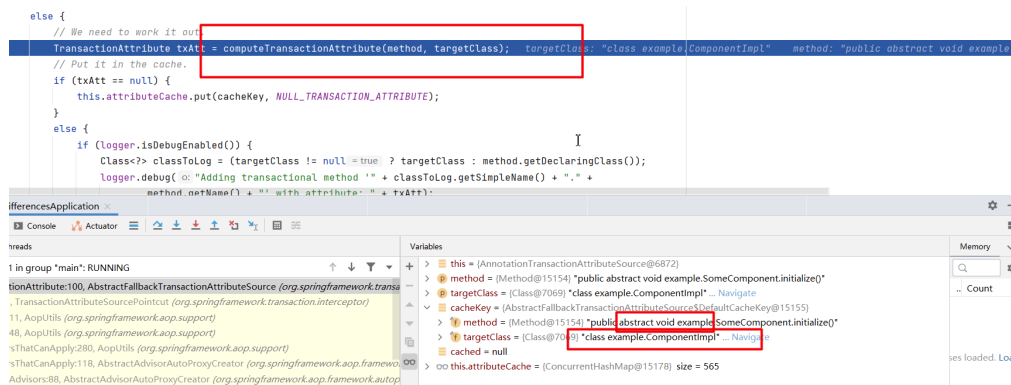 else {
// We need to work it out.
TransactionAttribute txAtt = computeTransactionAttribute(method, targetClass); targetClass: "class example.ComponentImpl" method: "public abstract void example
// Put it in the cache.
if (txAtt == null) {
this.attributeCache.put(cacheKey, NULL_TRANSACTION_ATTRIBUTE);
}
else {
if (logger.isDebugEnabled()) {
Class<?> classToLog = (targetClass != null = true ? targetClass : method.getDeclaringClass());
logger.debug( o: "Adding transactional method '" + classToLog.getSimpleName() + "." +
method.getName() + "' with attribute: " + txAtt);
ifferencesApplication ×
Console Actuator
hreads Variables Memory
1 in group "main": RUNNING
this = {AnnotationTransactionAttributeSource@6872}
Count
tionAttribute:100, AbstractFallbackTransactionAttributeSource (org.springframework.transa
method = {Method@15154} "public abstract void example.SomeComponent.initialize()"
, TransactionAttributeSourcePointcut (org.springframework.transaction.interceptor)
targetClass = {Class@7069} "class example.ComponentImpl" ... Navigate
11, AopUtils (org.springframework.aop.support)
cacheKey = {AbstractFallbackTransactionAttributeSource$DefaultCacheKey@15155}
48, AopUtils (org.springframework.aop.support)
method = {Method@15154} "public abstract void example.SomeComponent.initialize()"
rsThatCanApply:280, AopUtils (org.springframework.aop.support)
targetClass = {Class@7069} "class example.ComponentImpl" ... Navigate
rsThatCanApply:118, AbstractAdvisorAutoProxyCreator (org.springframework.aop.framewo
cached = null
ses loaded. Loa
Advisors:88, AbstractAdvisorAutoProxyCreator (org.springframework.aop.framework.autop
this.attributeCache = {ConcurrentHashMap@15178} size = 565